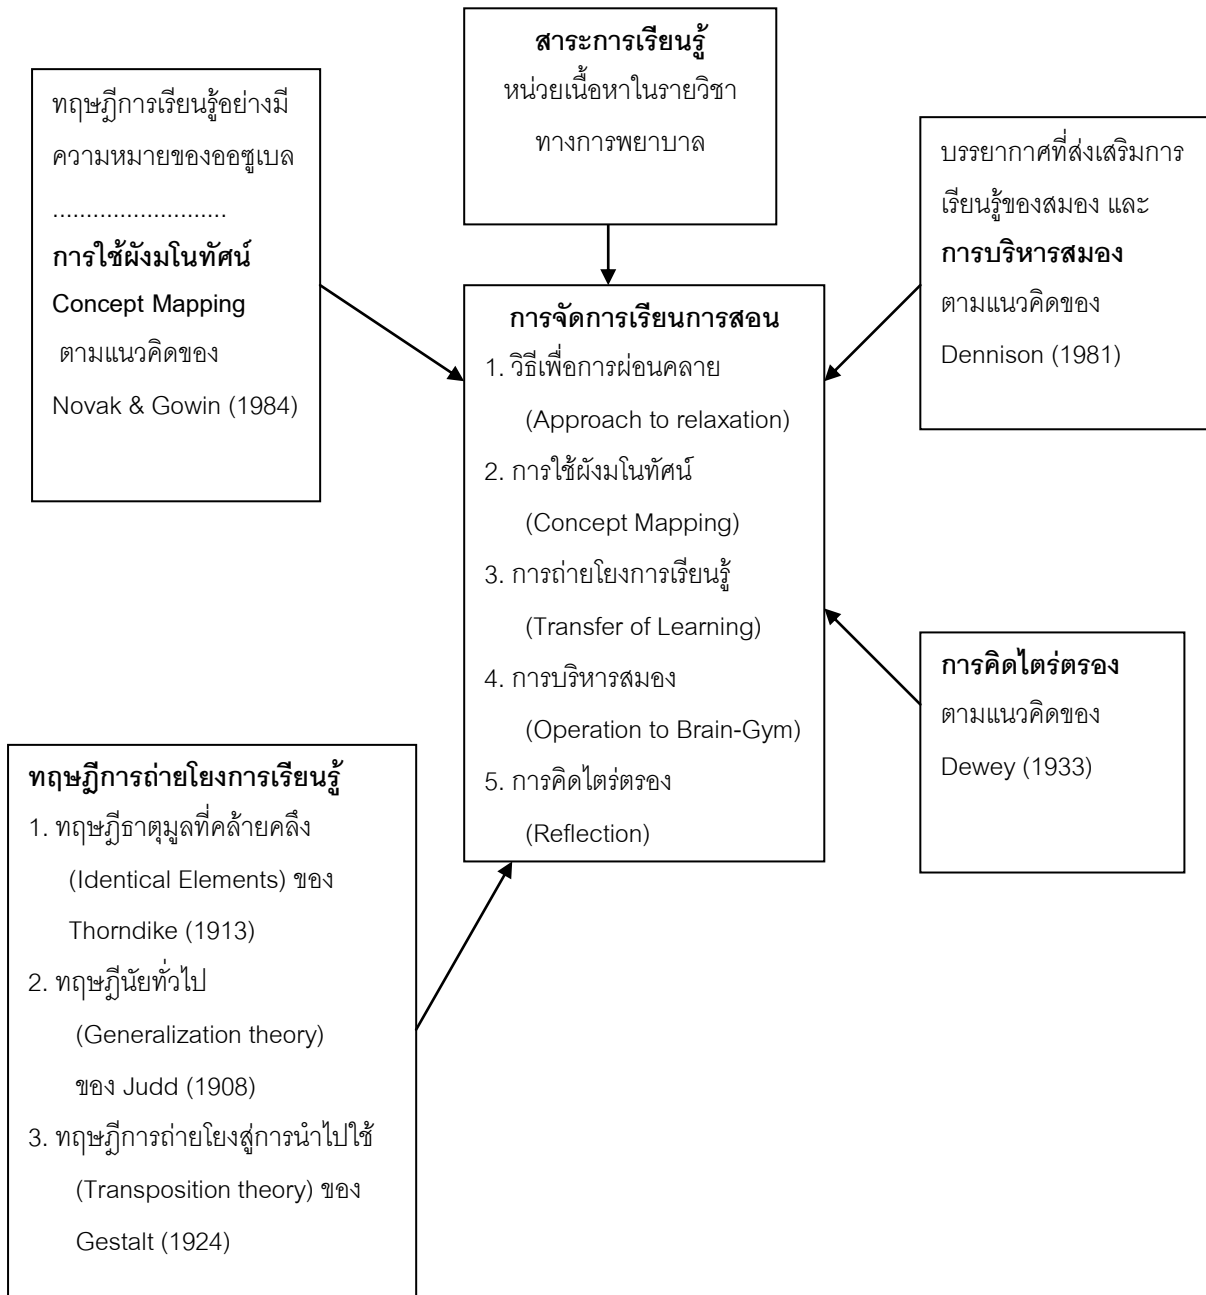 สาระการเรียนรู้
หน่วยเนื้อหาในรายวิชา
ทางการพยาบาล
ทฤษฎีการเรียนรู้อย่างมี
ความหมายของออซูเบล
..........................
การใช้ผังมโนทัศน์
Concept Mapping
ตามแนวคิดของ
Novak & Gowin (1984)
บรรยากาศที่ส่งเสริมการ
เรียนรู้ของสมอง และ
การบริหารสมอง
ตามแนวคิดของ
Dennison (1981)
การจัดการเรียนการสอน
1. วิธีเพื่อการผ่อนคลาย
(Approach to relaxation)
2. การใช้ผังมโนทัศน์
(Concept Mapping)
3. การถ่ายโยงการเรียนรู้
(Transfer of Learning)
4. การบริหารสมอง
(Operation to Brain-Gym)
5. การคิดไตร่ตรอง
(Reflection)
การคิดไตร่ตรอง
ตามแนวคิดของ
Dewey (1933)
ทฤษฎีการถ่ายโยงการเรียนรู้
1. ทฤษฎีธาตุมูลที่คล้ายคลึง
(Identical Elements) ของ
Thorndike (1913)
2. ทฤษฎีนัยทั่วไป
(Generalization theory)
ของ Judd (1908)
3. ทฤษฎีการถ่ายโยงสู่การนำไปใช้
(Transposition theory) ของ
Gestalt (1924)